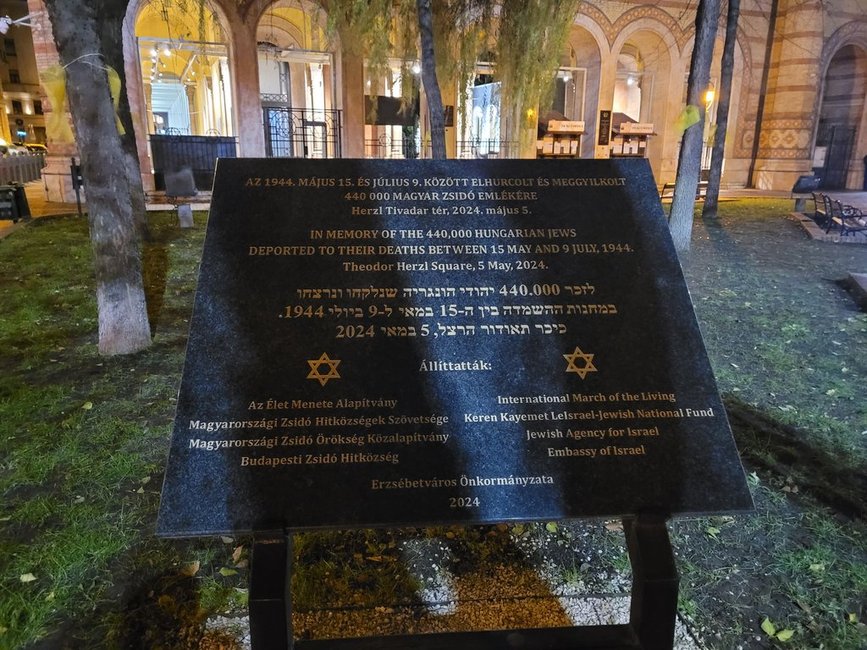 AZ 1944. MÁJUS 15. ÉS JÚLIUS 9. KÖZÖTT ELHURCOLT ÉS MEGGYILKOLT
440 000 MAGYAR ZSIDÓ EMLÉKÉRE
Herzl Tivadar tér, 2024. május 5.
IN MEMORY OF THE 440,000 HUNGARIAN JEWS
DEPORTED TO THEIR DEATHS BETWEEN 15 MAY AND 9 JULY, 1944.
Theodor Herzl Square, 5 May, 2024.
לזכר 440.000 יהודי הונגריה שנלקחו ונרצחו
במחנות ההשמדה בין ה-15 במאי ל-9 ביולי 1944.
כיכר תאודור הרצל, 5 במאי 2024
Állíttatták:
Az Élet Menete Alapítvány
Magyarországi Zsidó Hitközségek Szövetsége
Magyarországi Zsidó Örökség Közalapítvány
Budapesti Zsidó Hitközség
International March of the Living
Keren Kayemet LeIsrael-Jewish National Fund
Jewish Agency for Israel
Embassy of Israel
Erzsébetváros Önkormányzata
2024